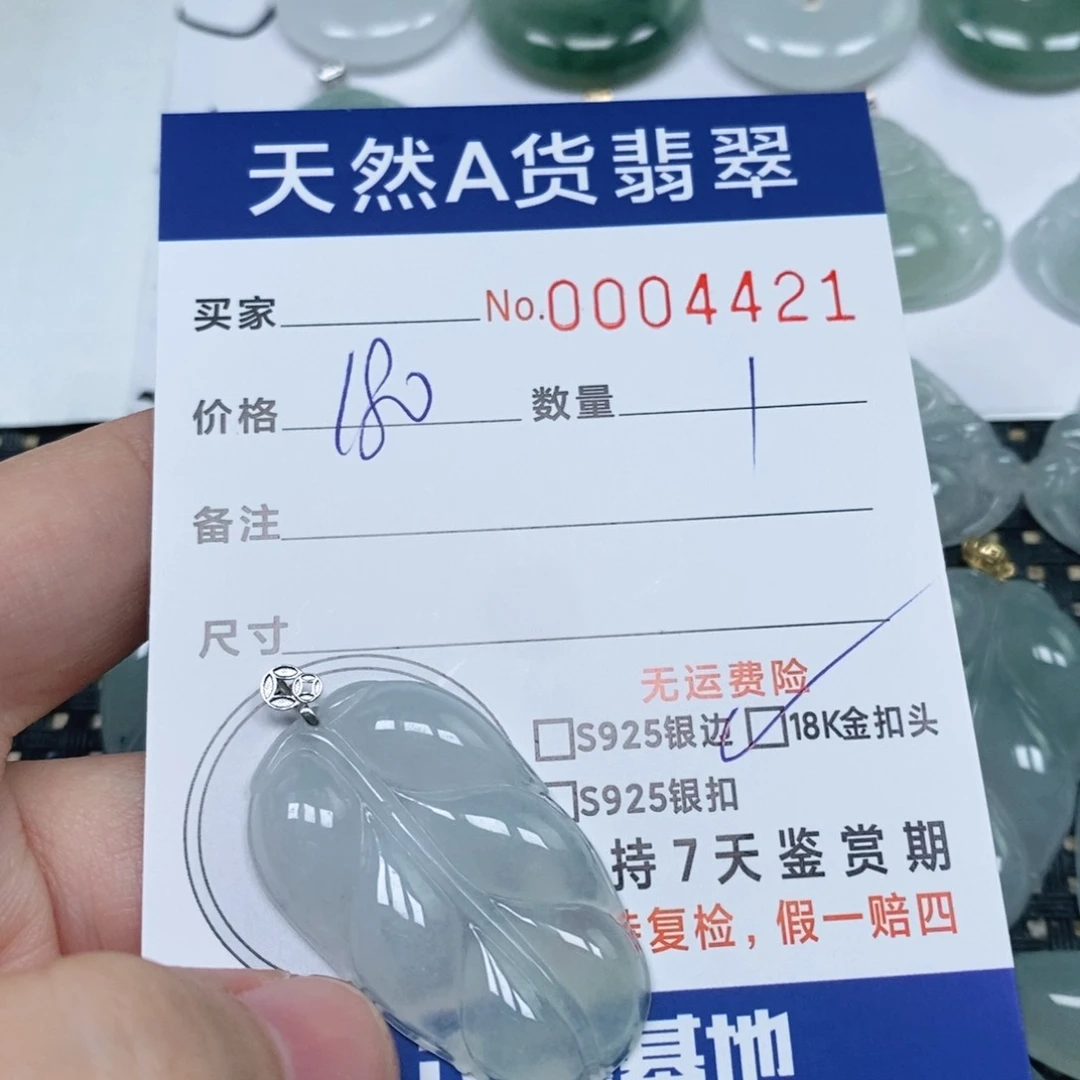 天然A货翡翠
买家 No.0004421
价格 180 数量 1
备注
尺寸
无运费险
□S925银边 □18K金扣头
□S925银扣
持7天鉴赏期
复检，假一赔四
基地